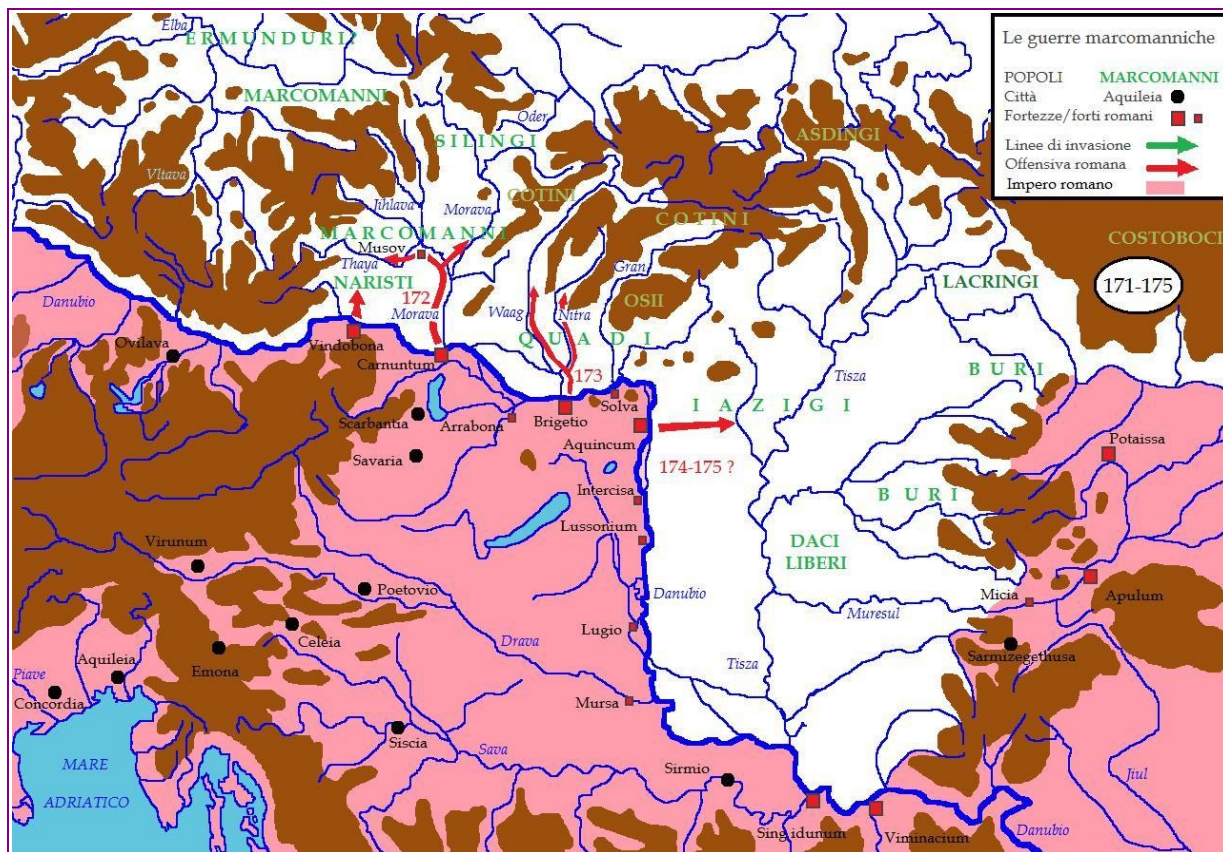 Le guerre marcomanniche
POPOLI MARCOMANNI
Città Aquileia
Fortezze/forti romani
Linee di invasione
Offensiva romana
Impero romano
171-175
Elba
ERMUNDURI?
MARCOMANNI
Oder
SILINGI
ASDINGI
Vltava
COTINI
Jihlava
Morava
COTINI
MARCOMANNI
COSTOBOCI
Musov
Thaya
Gran
NARISTI
LACRINGI
Danubio
172
OSII
Morava
Waag
Nitra
Ovilava
Vindobona
QUADI
Carnuntum
BURI
173
Tisza
Solva
IAZIGI
Scarbantia
Arrabona
Brigetio
Aquincum
Potaissa
Savaria
174-175 ?
Intercisa
BURI
Lussonium
DACI
LIBERI
Virunum
Poetovio
Danubio
Micia
Apulum
Muresul
Celeia
Lugio
Drava
Emona
Sarmizegethusa
Aquileia
Tisza
Piave
Concordia
Mursa
Siscia
Sava
MARE
ADRIATICO
Sirmio
Jiul
Sing idunum
Viminacium
Danubio